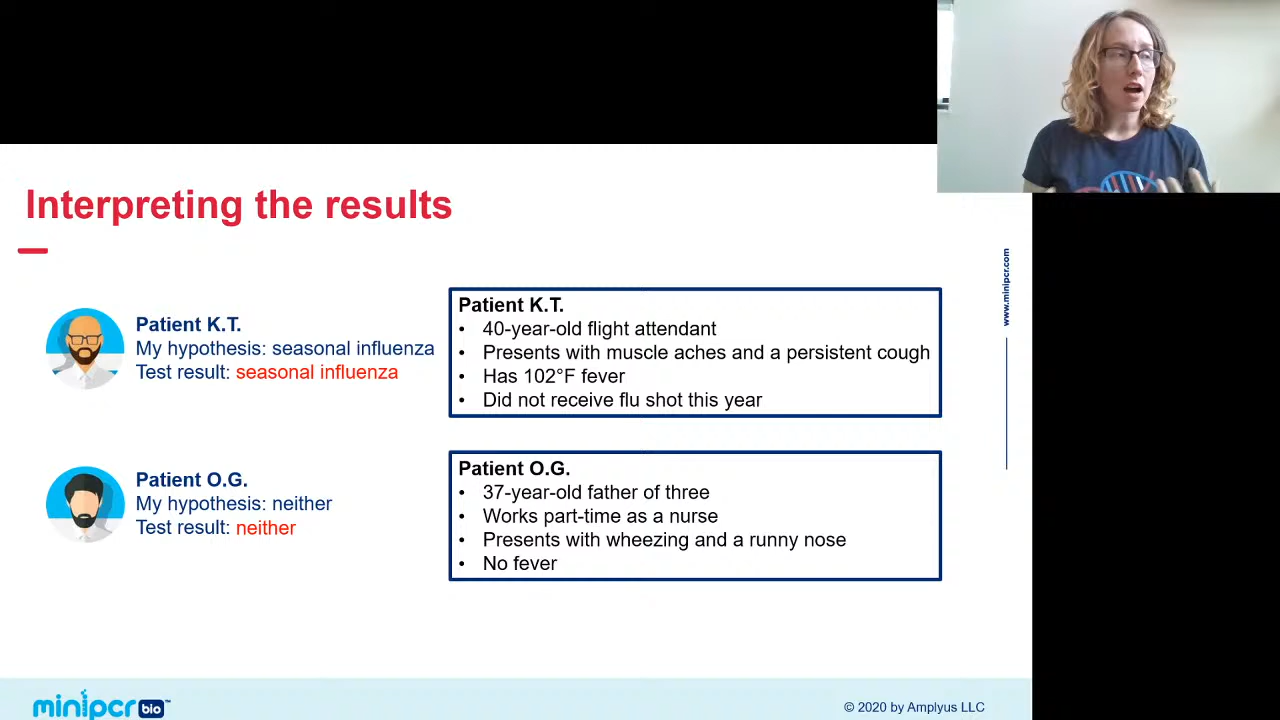 Interpreting the results
Patient K.T.
My hypothesis: seasonal influenza
Test result: seasonal influenza
Patient K.T.
• 40-year-old flight attendant
• Presents with muscle aches and a persistent cough
• Has 102°F fever
• Did not receive flu shot this year
Patient O.G.
My hypothesis: neither
Test result: neither
Patient O.G.
• 37-year-old father of three
• Works part-time as a nurse
• Presents with wheezing and a runny nose
• No fever
www.minipcr.com
minipcr bio™
© 2020 by Amplyus LLC